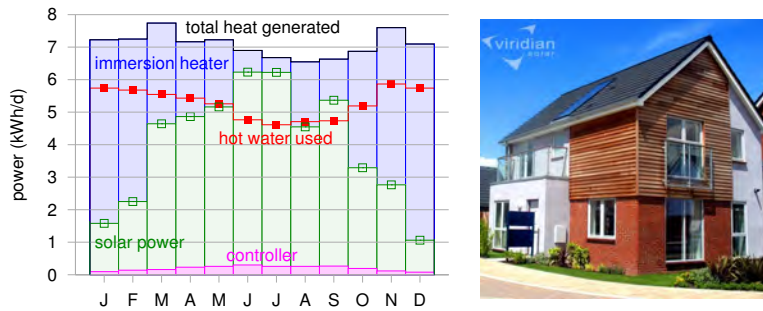 8
7
6
5
4
3
2
1
0
power (kWh/d)
total heat generated
immersion heater
hot water used
solar power
controller
J F M A M J J A S O N D
viridian
solar